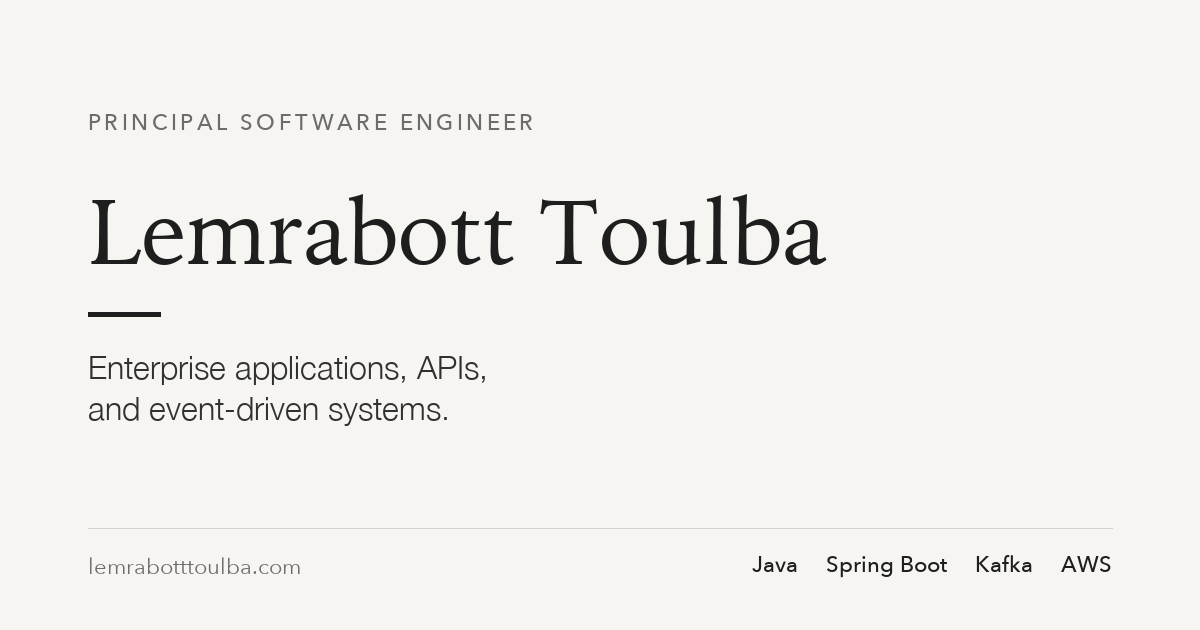 PRINCIPAL SOFTWARE ENGINEER
Lemrabott Toulba
Enterprise applications, APIs,
and event-driven systems.
lemrabotttoulba.com
Java Spring Boot Kafka AWS